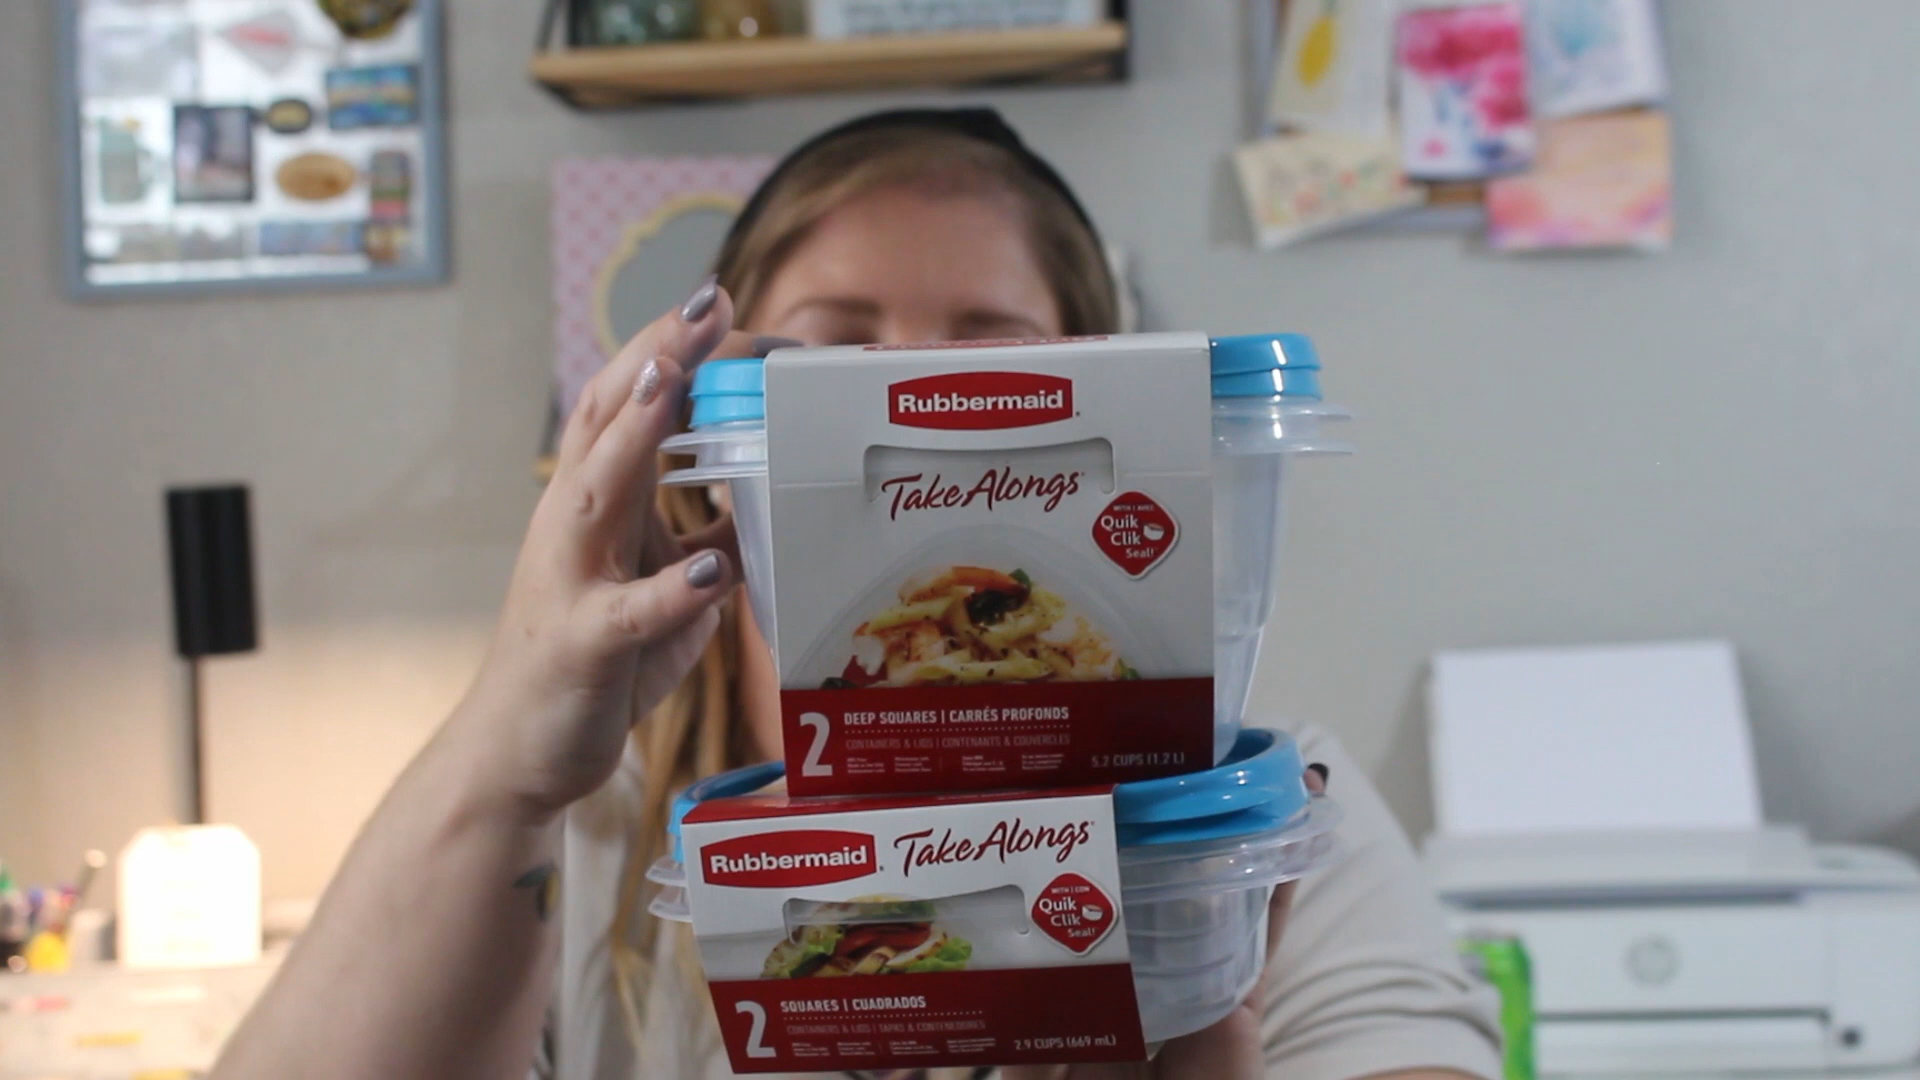 Rubbermaid
TakeAlongs
WITH | AVEC
Quik
Clik
Seal!
2 DEEP SQUARES | CARRÉS PROFONDS
CONTAINERS & LIDS | CONTENANTS & COUVERCLES
5.2 CUPS (1.2 L)
Rubbermaid TakeAlongs
WITH | CON
Quik
Clik
Seal!
2 SQUARES | CUADRADOS
CONTAINERS & LIDS | TAPAS & CONTENEDORES
2.9 CUPS (669 mL)